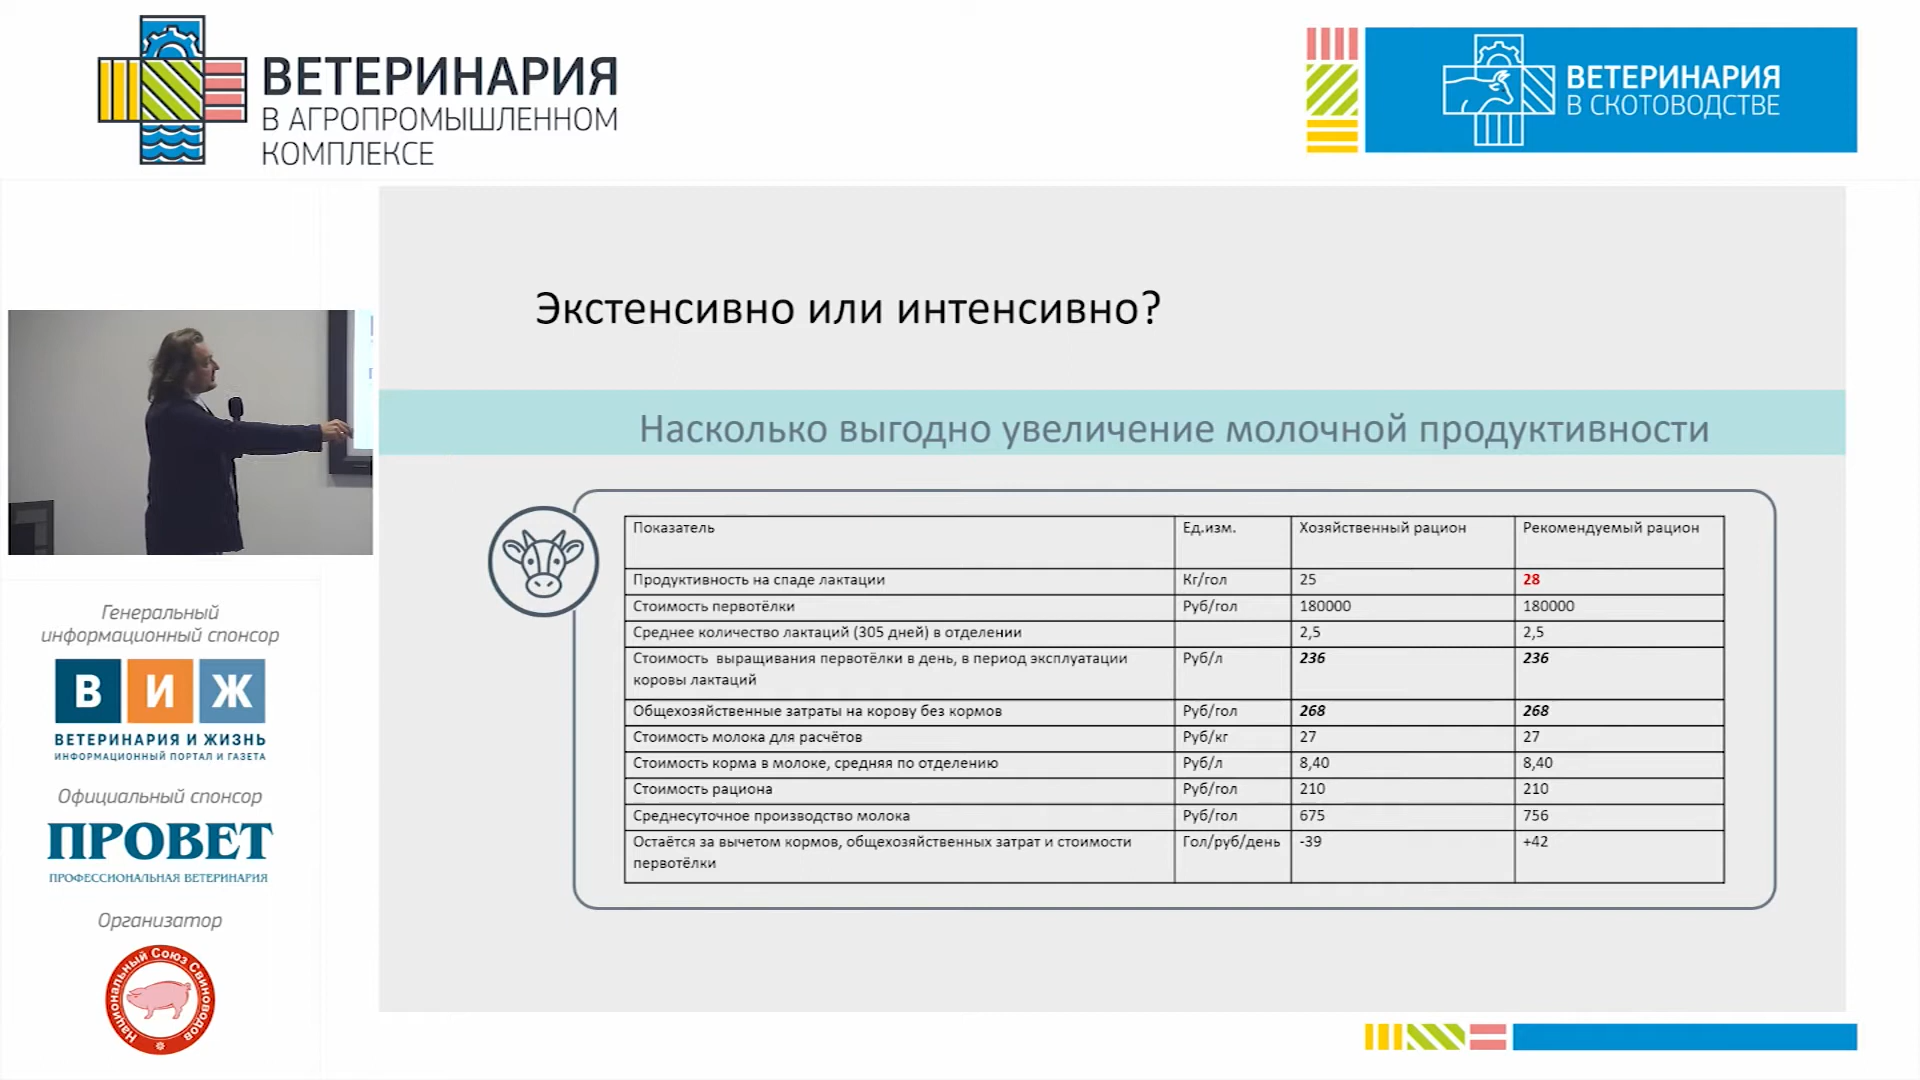 ВЕТЕРИНАРИЯ
В АГРОПРОМЫШЛЕННОМ
КОМПЛЕКСЕ
ВЕТЕРИНАРИЯ
В СКОТОВОДСТВЕ
Генеральный
информационный спонсор
В И Ж
ВЕТЕРИНАРИЯ И ЖИЗНЬ
ИНФОРМАЦИОННЫЙ ПОРТАЛ И ГАЗЕТА
Официальный спонсор
ПРОВЕТ
ПРОФЕССИОНАЛЬНАЯ ВЕТЕРИНАРИЯ
Организатор
Национальный Союз Свиноводов
Экстенсивно или интенсивно?
Насколько выгодно увеличение молочной продуктивности
Показатель Ед.изм. Хозяйственный рацион Рекомендуемый рацион
Продуктивность на спаде лактации Кг/гол 25 28
Стоимость первотёлки Руб/гол 180000 180000
Среднее количество лактаций (305 дней) в отделении 2,5 2,5
Стоимость выращивания первотёлки в день, в период эксплуатации Руб/л 236 236
коровы лактаций
Общехозяйственные затраты на корову без кормов Руб/гол 268 268
Стоимость молока для расчётов Руб/кг 27 27
Стоимость корма в молоке, средняя по отделению Руб/л 8,40 8,40
Стоимость рациона Руб/гол 210 210
Среднесуточное производство молока Руб/гол 675 756
Остаётся за вычетом кормов, общехозяйственных затрат и стоимости Гол/руб/день -39 +42
первотёлки